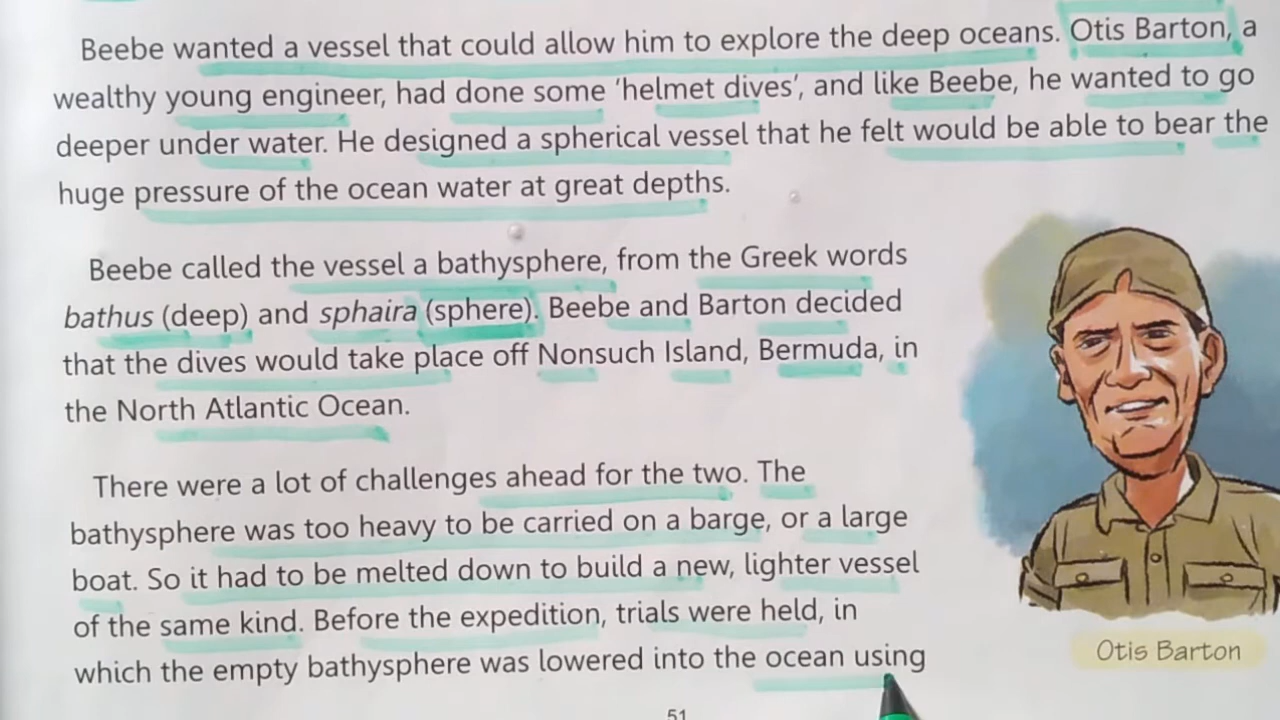 Beebe wanted a vessel that could allow him to explore the deep oceans. Otis Barton, a
wealthy young engineer, had done some ‘helmet dives’, and like Beebe, he wanted to go
deeper under water. He designed a spherical vessel that he felt would be able to bear the
huge pressure of the ocean water at great depths.
Beebe called the vessel a bathysphere, from the Greek words
bathus (deep) and sphaira (sphere). Beebe and Barton decided
that the dives would take place off Nonsuch Island, Bermuda, in
the North Atlantic Ocean.
There were a lot of challenges ahead for the two. The
bathysphere was too heavy to be carried on a barge, or a large
boat. So it had to be melted down to build a new, lighter vessel
of the same kind. Before the expedition, trials were held, in
which the empty bathysphere was lowered into the ocean using
Otis Barton
51